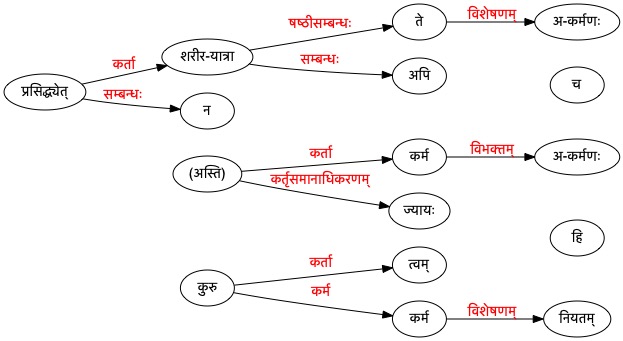 षष्ठीसम्बन्धः
ते
विशेषणम्
अ-कर्मणः
कर्ता
शरीर-यात्रा
सम्बन्धः
अपि
च
प्रसिद्ध्येत्
सम्बन्धः
न
कर्ता
कर्म
विभक्तम्
अ-कर्मणः
(अस्ति)
कर्तृसमानाधिकरणम्
ज्यायः
हि
कर्ता
त्वम्
कुरु
कर्म
कर्म
विशेषणम्
नियतम्